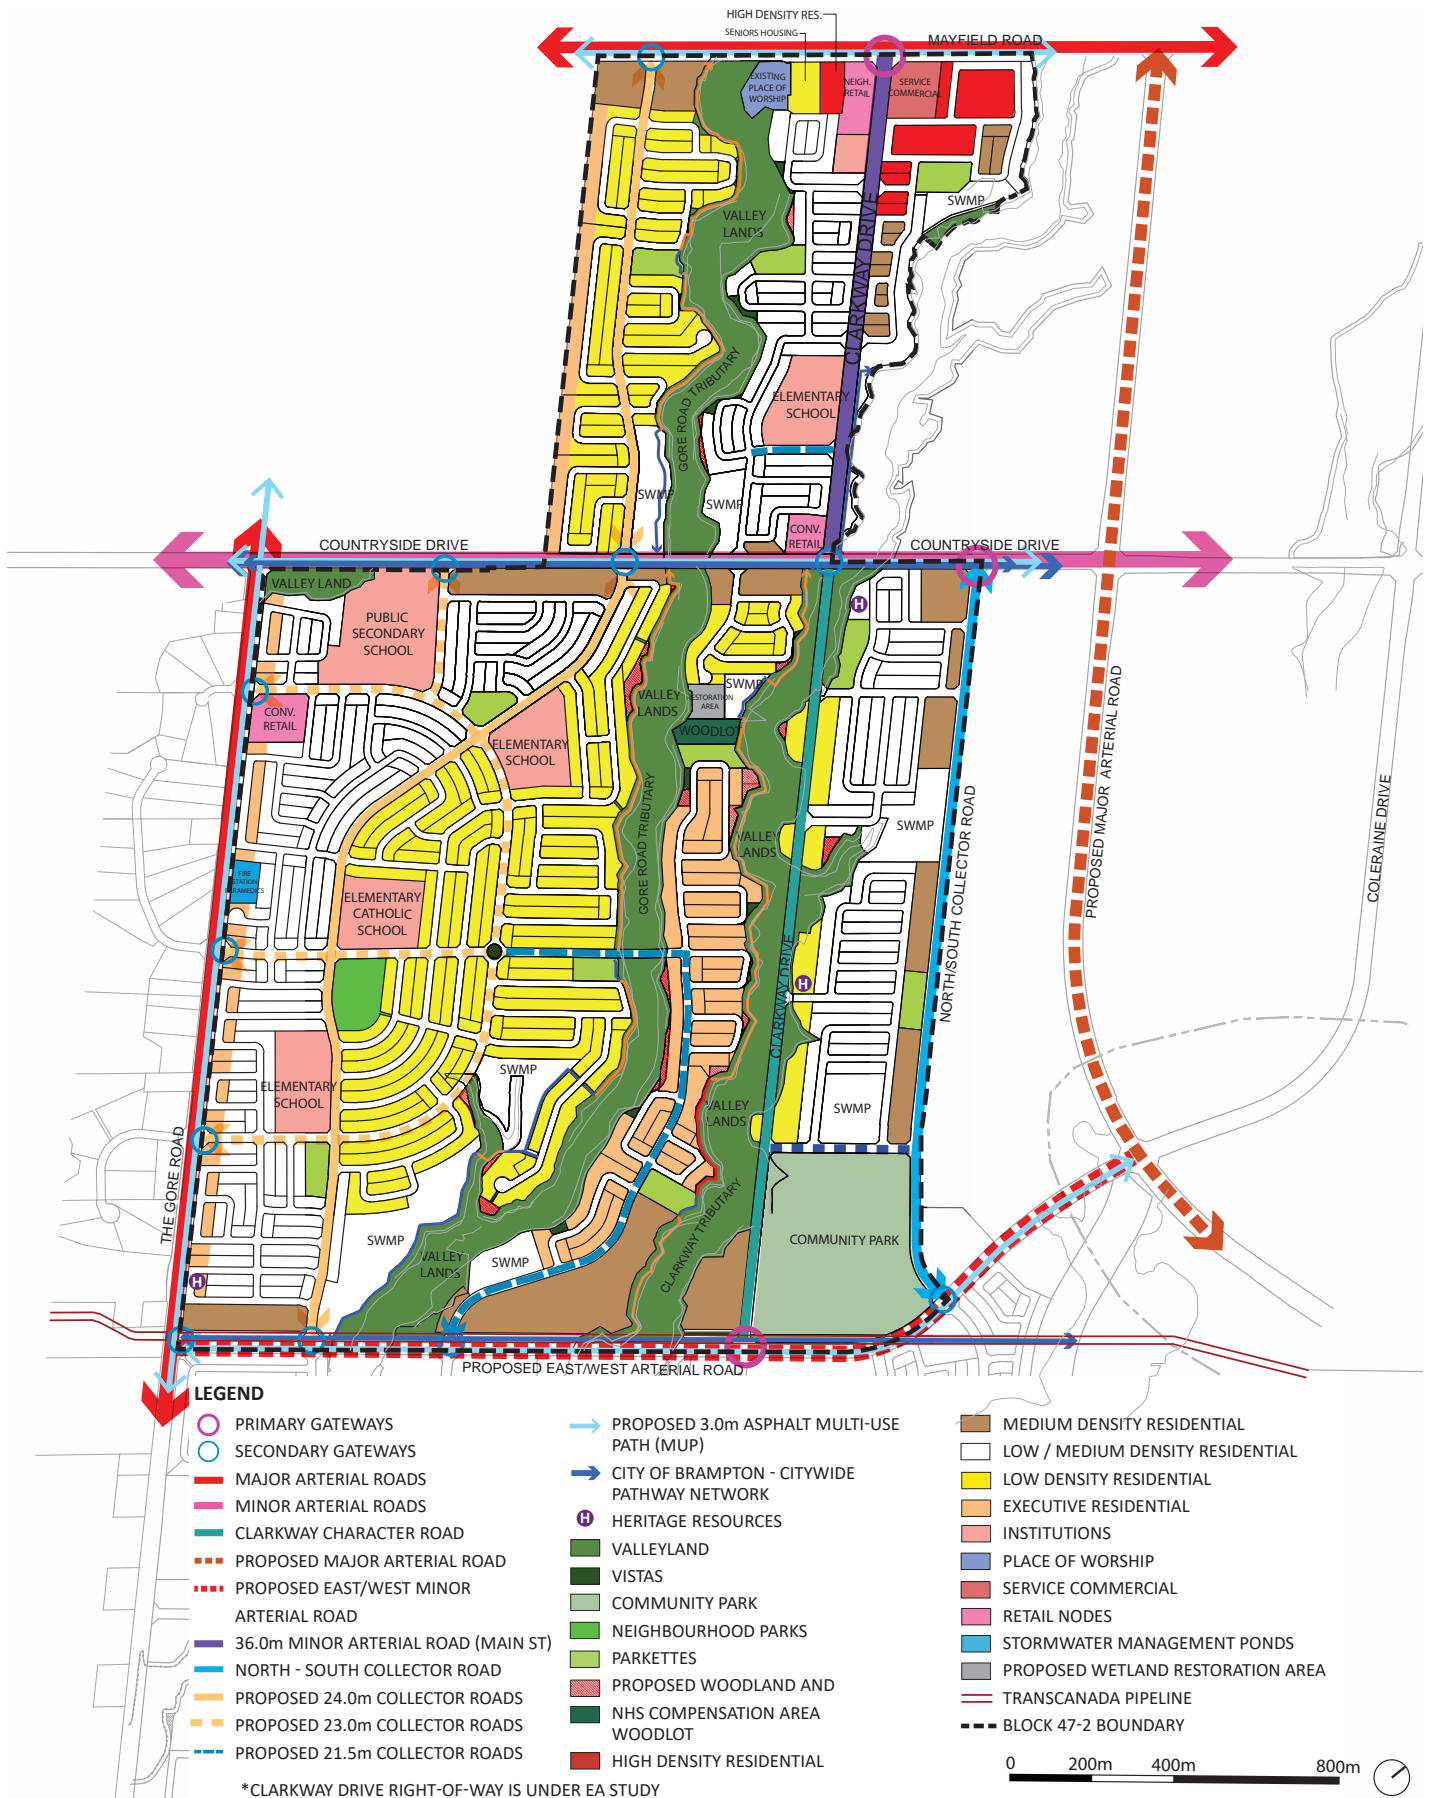 HIGH DENSITY RES.
SENIORS HOUSING
MAYFIELD ROAD
EXISTING
PLACE OF
WORSHIP
NEIGH.
RETAIL
SERVICE
COMMERCIAL
SWMP
VALLEY
LANDS
CLARKWAY DRIVE
GORE ROAD TRIBUTARY
ELEMENTARY
SCHOOL
SWMP
SWMP
CONV.
RETAIL
COUNTRYSIDE DRIVE
COUNTRYSIDE DRIVE
VALLEY LAND
PUBLIC
SECONDARY
SCHOOL
H
CONV.
RETAIL
ELEMENTARY
SCHOOL
VALLEY
LANDS
SWMP
RESTORATION
AREA
WOODLOT
PROPOSED MAJOR ARTERIAL ROAD
COLERAINE DRIVE
GORE ROAD TRIBUTARY
VALLEY
LANDS
SWMP
NORTH/SOUTH COLLECTOR ROAD
FIRE
STATION
PARAMEDICS
ELEMENTARY
CATHOLIC
SCHOOL
CLARKWAY DRIVE
H
ELEMENTARY
SCHOOL
SWMP
VALLEY
LANDS
SWMP
THE GORE ROAD
SWMP
VALLEY
LANDS
SWMP
CLARKWAY TRIBUTARY
COMMUNITY PARK
H
PROPOSED EAST/WEST ARTERIAL ROAD
LEGEND
PRIMARY GATEWAYS
SECONDARY GATEWAYS
MAJOR ARTERIAL ROADS
MINOR ARTERIAL ROADS
CLARKWAY CHARACTER ROAD
PROPOSED MAJOR ARTERIAL ROAD
PROPOSED EAST/WEST MINOR
ARTERIAL ROAD
36.0m MINOR ARTERIAL ROAD (MAIN ST)
NORTH - SOUTH COLLECTOR ROAD
PROPOSED 24.0m COLLECTOR ROADS
PROPOSED 23.0m COLLECTOR ROADS
PROPOSED 21.5m COLLECTOR ROADS
*CLARKWAY DRIVE RIGHT-OF-WAY IS UNDER EA STUDY
PROPOSED 3.0m ASPHALT MULTI-USE
PATH (MUP)
CITY OF BRAMPTON - CITYWIDE
PATHWAY NETWORK
H HERITAGE RESOURCES
VALLEYLAND
VISTAS
COMMUNITY PARK
NEIGHBOURHOOD PARKS
PARKETTES
PROPOSED WOODLAND AND
NHS COMPENSATION AREA
WOODLOT
HIGH DENSITY RESIDENTIAL
MEDIUM DENSITY RESIDENTIAL
LOW / MEDIUM DENSITY RESIDENTIAL
LOW DENSITY RESIDENTIAL
EXECUTIVE RESIDENTIAL
INSTITUTIONS
PLACE OF WORSHIP
SERVICE COMMERCIAL
RETAIL NODES
STORMWATER MANAGEMENT PONDS
PROPOSED WETLAND RESTORATION AREA
TRANSCANADA PIPELINE
BLOCK 47-2 BOUNDARY
0 200m 400m 800m